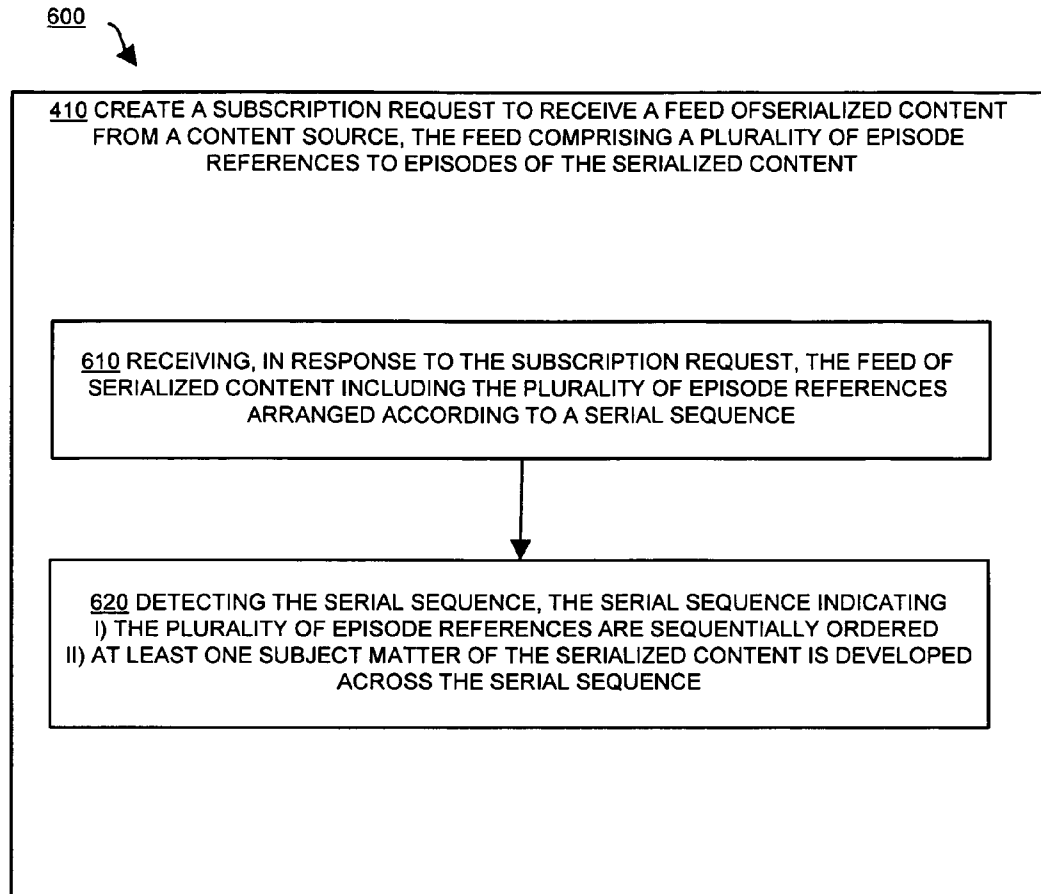 600
410 CREATE A SUBSCRIPTION REQUEST TO RECEIVE A FEED OFSERIALIZED CONTENT
FROM A CONTENT SOURCE, THE FEED COMPRISING A PLURALITY OF EPISODE
REFERENCES TO EPISODES OF THE SERIALIZED CONTENT
610 RECEIVING, IN RESPONSE TO THE SUBSCRIPTION REQUEST, THE FEED OF
SERIALIZED CONTENT INCLUDING THE PLURALITY OF EPISODE REFERENCES
ARRANGED ACCORDING TO A SERIAL SEQUENCE
620 DETECTING THE SERIAL SEQUENCE, THE SERIAL SEQUENCE INDICATING
I) THE PLURALITY OF EPISODE REFERENCES ARE SEQUENTIALLY ORDERED
II) AT LEAST ONE SUBJECT MATTER OF THE SERIALIZED CONTENT IS DEVELOPED
ACROSS THE SERIAL SEQUENCE